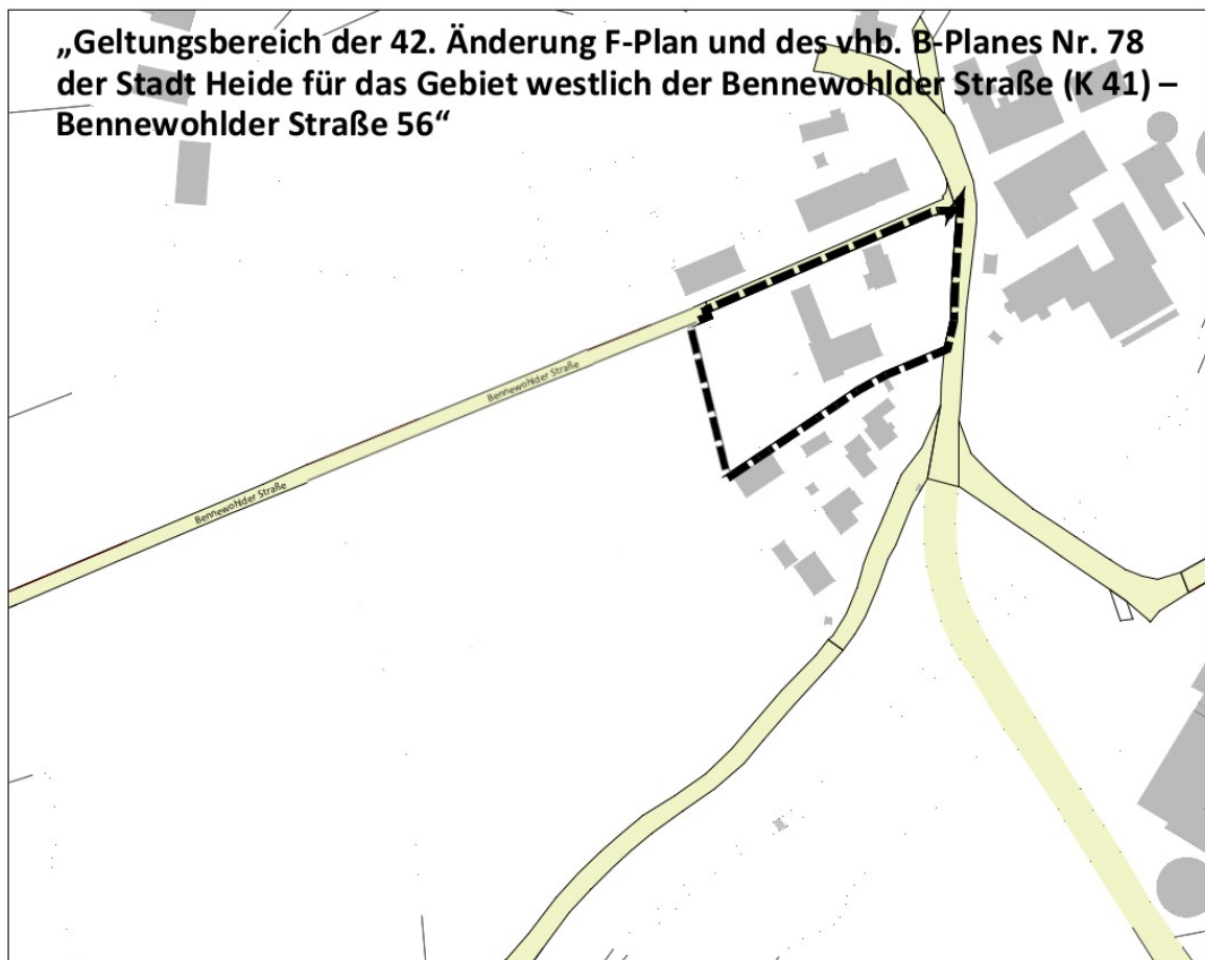 „Geltungsbereich der 42. Änderung F-Plan und des vhb. B-Planes Nr. 78
der Stadt Heide für das Gebiet westlich der Bennewohlder Straße (K 41) –
Bennewohlder Straße 56“
Bennewohlder Straße
Bennewohlder Straße